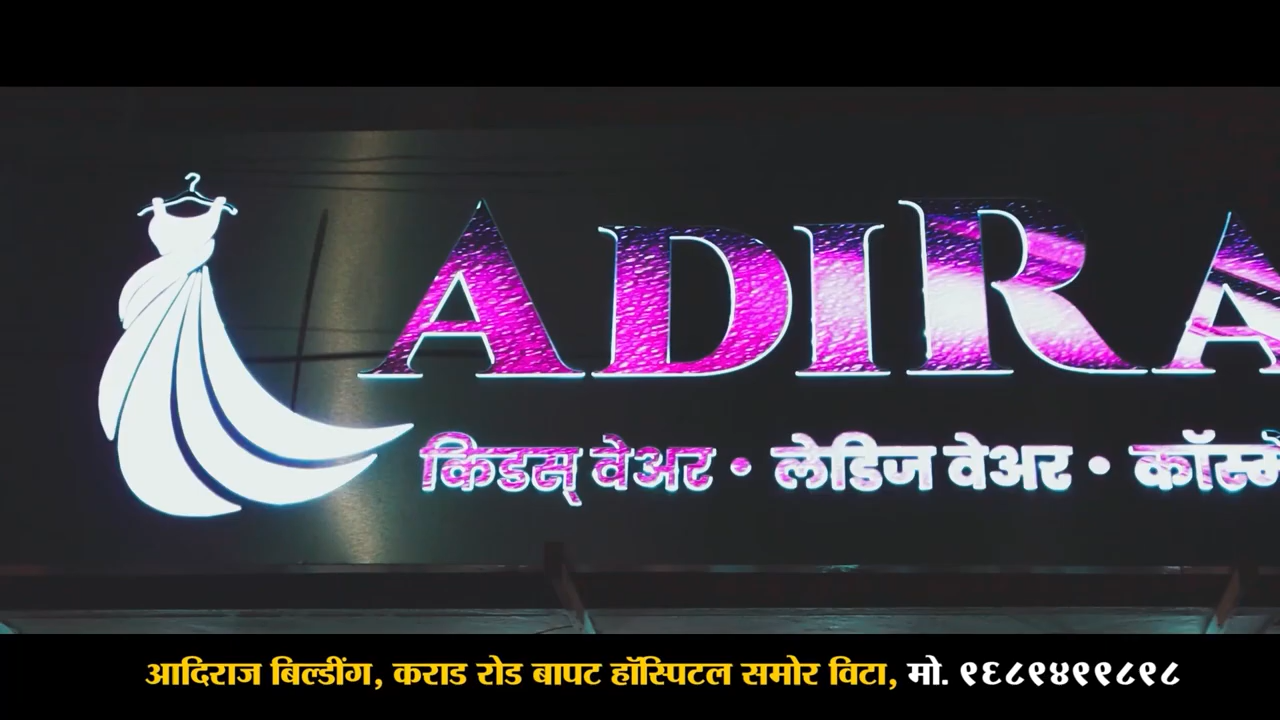 ADIRA
किडस् वेअर • लेडिज वेअर •
आदिराज बिल्डींग, कराड रोड बापट हॉस्पिटल समोर विटा, मो. ९६८९४९९८९८